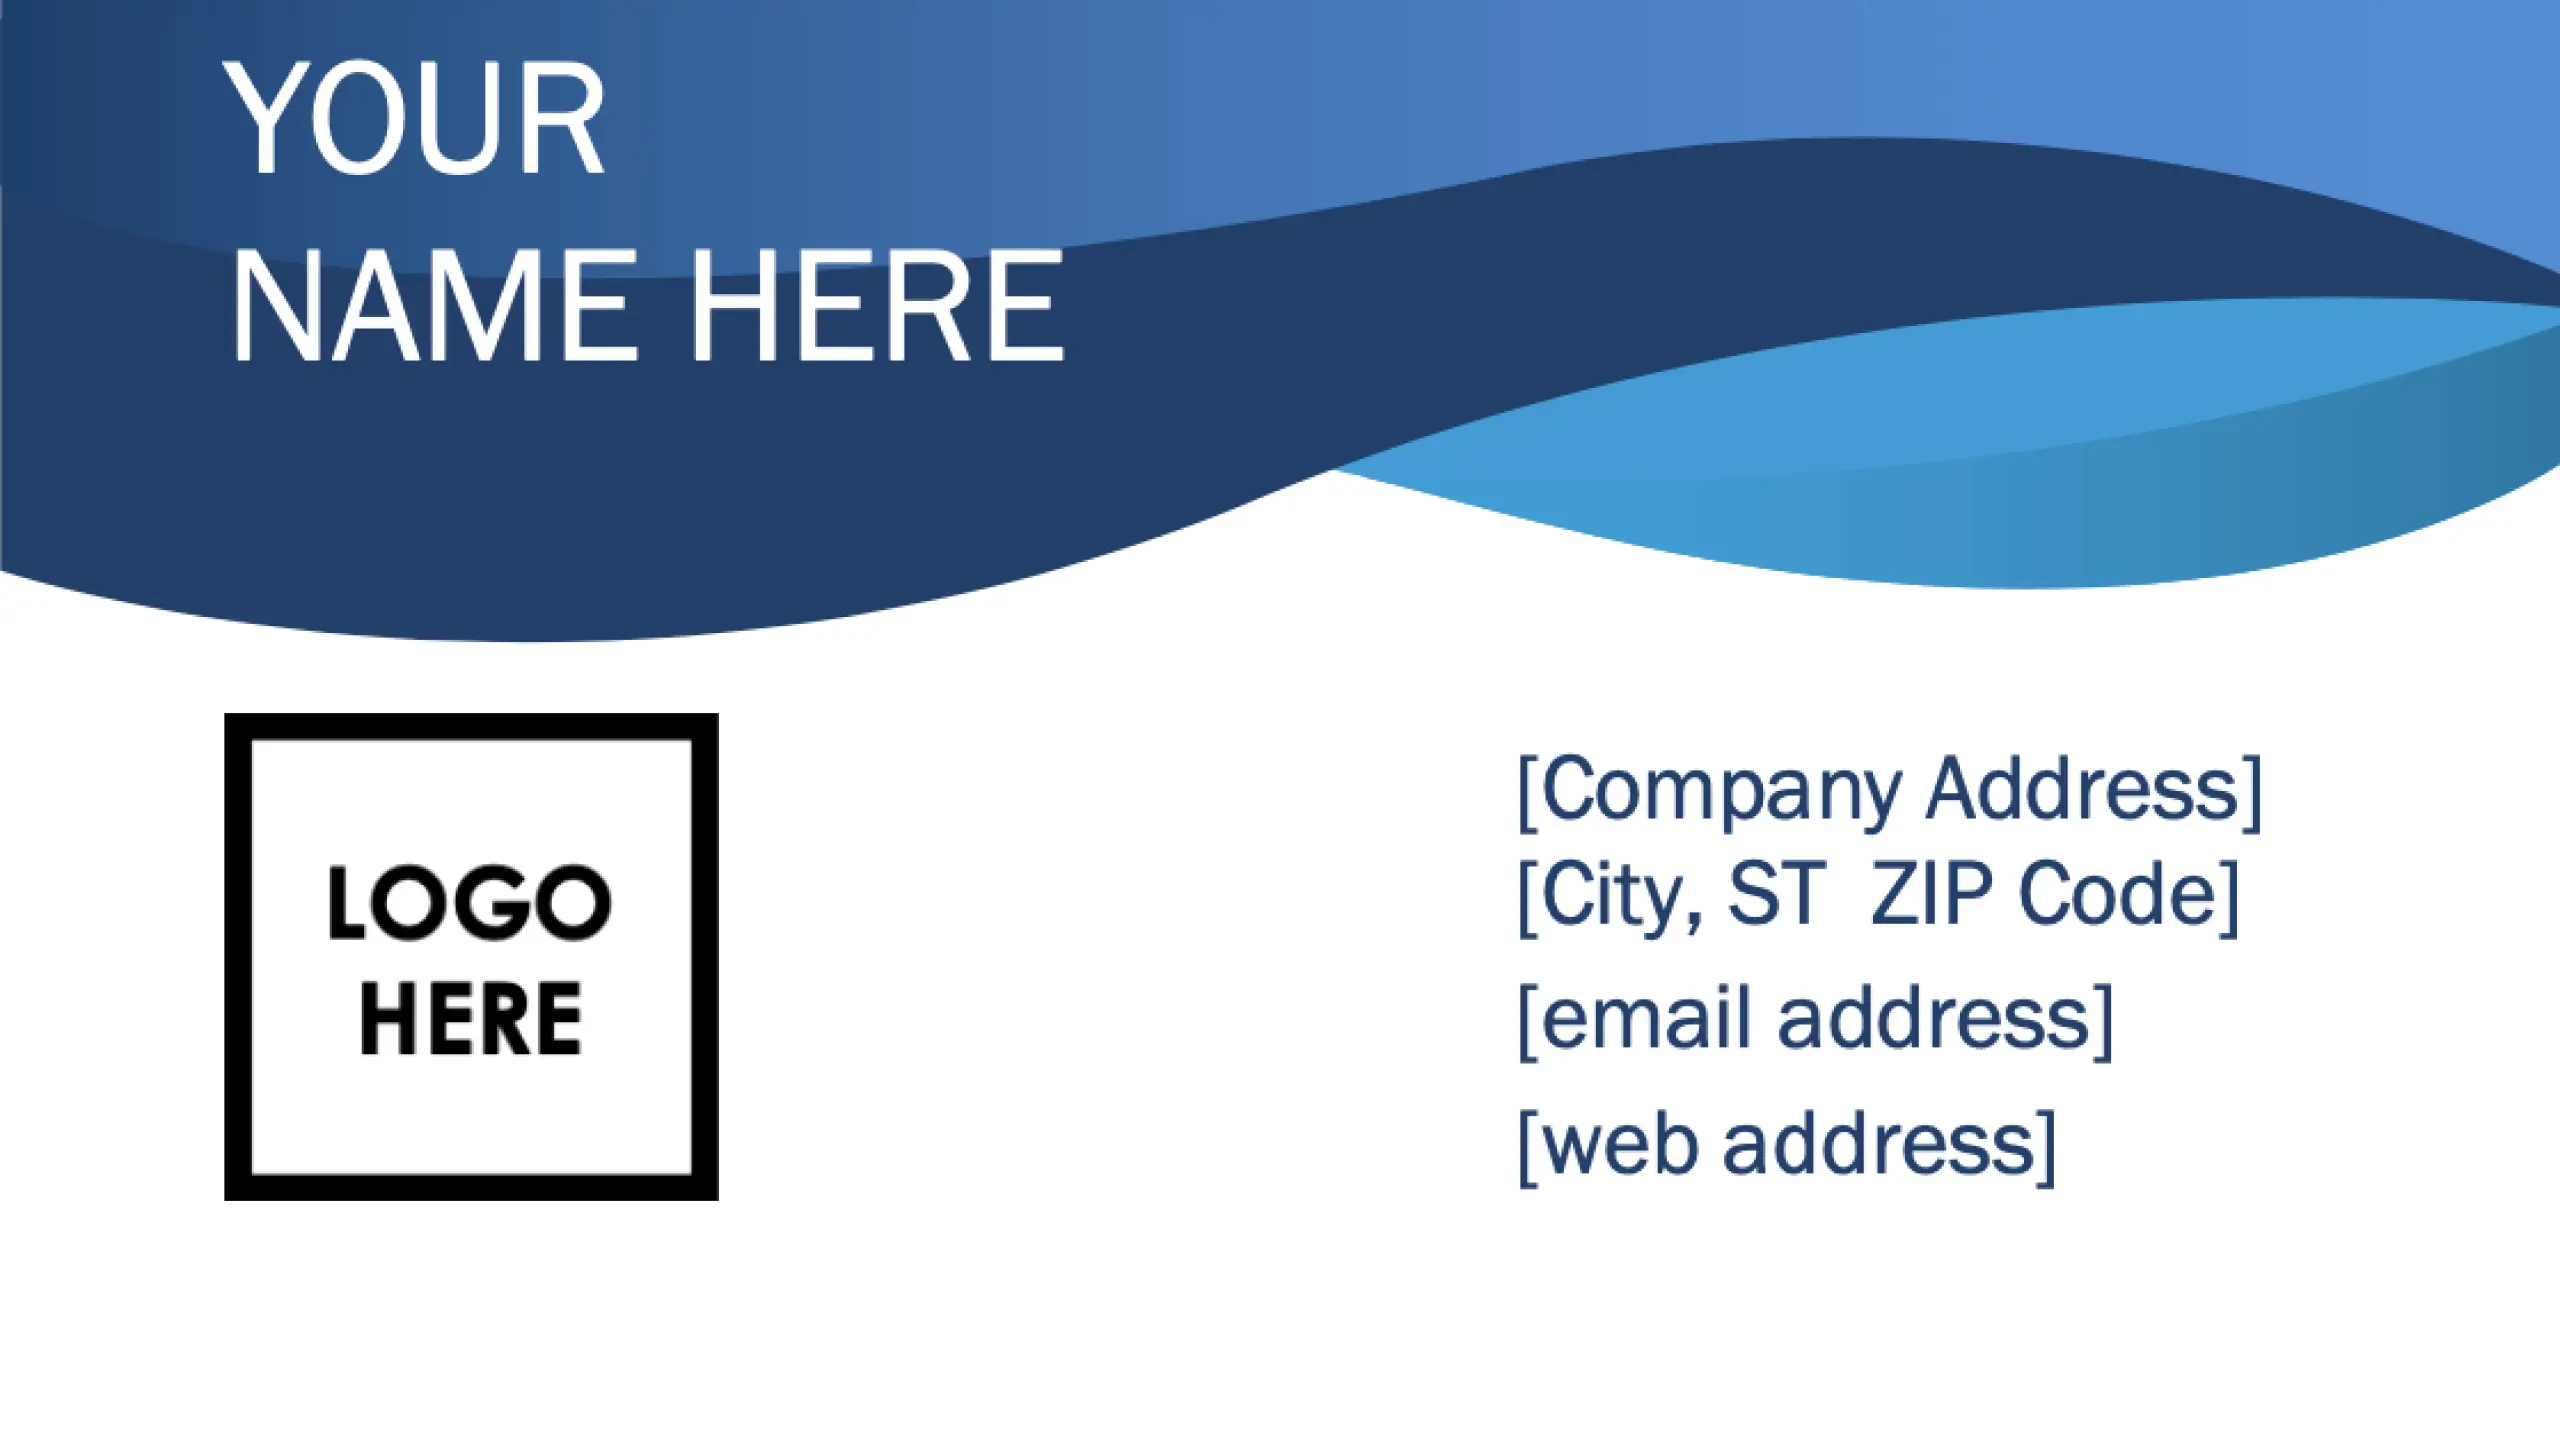 YOUR
NAME HERE
LOGO
HERE
[Company Address]
[City, ST  ZIP Code]
[email address]
[web address]